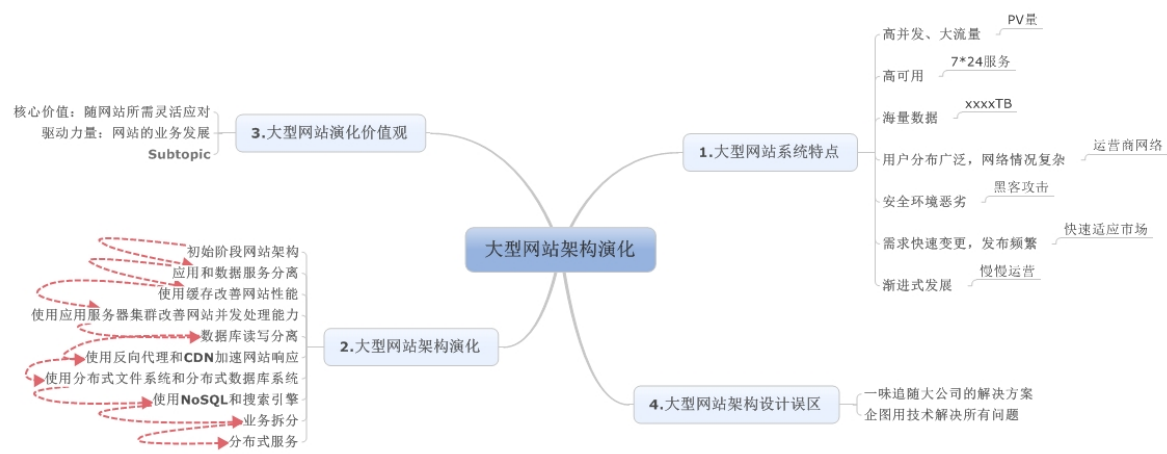 大型网站架构演化
1.大型网站系统特点
高并发、大流量
PV量
高可用
7*24服务
海量数据
xxxxTB
用户分布广泛，网络情况复杂
运营商网络
安全环境恶劣
黑客攻击
需求快速变更，发布频繁
快速适应市场
渐进式发展
慢慢运营
2.大型网站架构演化
初始阶段网站架构
应用和数据服务分离
使用缓存改善网站性能
使用应用服务器集群改善网站并发处理能力
数据库读写分离
使用反向代理和CDN加速网站响应
使用分布式文件系统和分布式数据库系统
使用NoSQL和搜索引擎
业务拆分
分布式服务
3.大型网站演化价值观
核心价值：随网站所需灵活应对
驱动力量：网站的业务发展
Subtopic
4.大型网站架构设计误区
一味追随大公司的解决方案
企图用技术解决所有问题